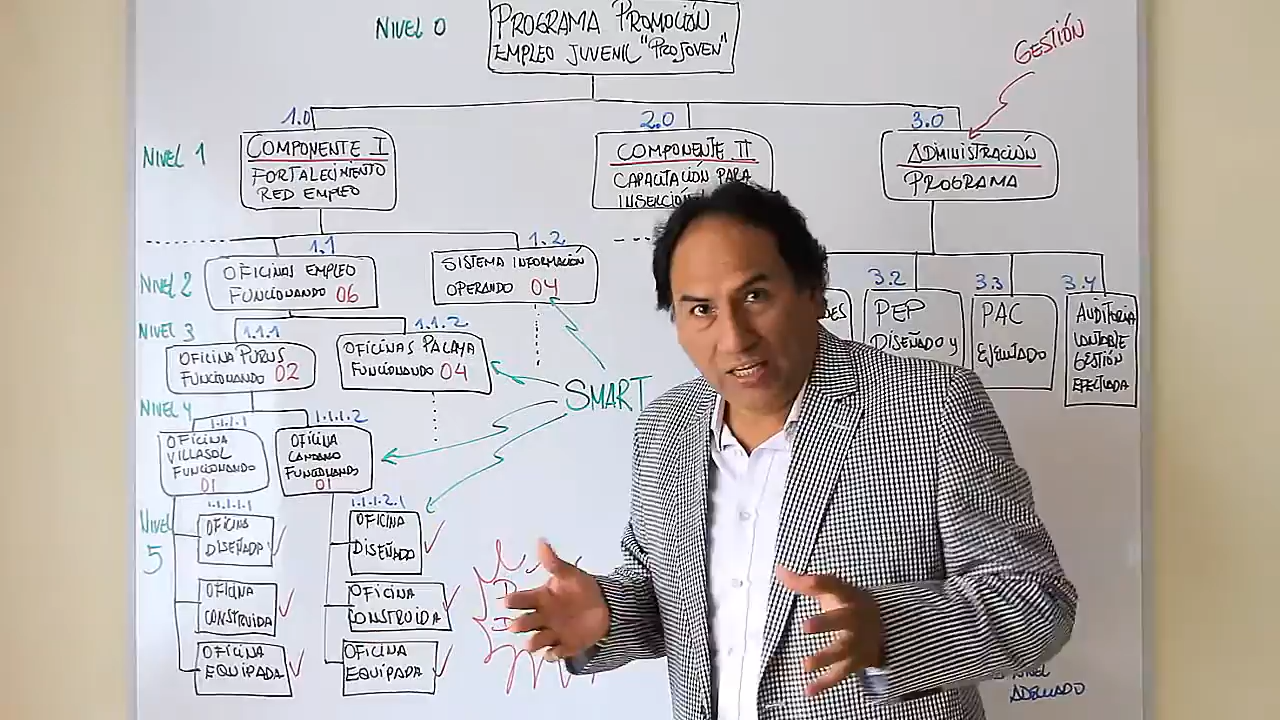 NIVEL 0
PROGRAMA PROMOCIÓN
EMPLEO JUVENIL "PROJOVEN"
GESTIÓN
NIVEL 1
1.0
COMPONENTE I
FORTALECIMIENTO
RED EMPLEO
2.0
COMPONENTE II
CAPACITACIÓN PARA
INSERCIÓN
3.0
ADMINISTRACIÓN
PROGRAMA
NIVEL 2
1.1
OFICINAS EMPLEO
FUNCIONANDO 06
1.2
SISTEMA INFORMACIÓN
OPERANDO 04
3.2
PEP
DISEÑADO y
3.3
PAC
EJECUTADO
3.4
AUDITORIA
CONTABLE
GESTIÓN
EFECTUADA
NIVEL 3
1.1.1
OFICINA PURUS
FUNCIONANDO 02
1.1.2
OFICINAS PACAYA
FUNCIONANDO 04
SMART
NIVEL 4
1.1.1.1
OFICINA
VILLASOL
FUNCIONANDO
01
1.1.1.2
OFICINA
FUNCIONANDO
01
NIVEL
5
1.1.1.1.1
OFICINA
DISEÑADA
OFICINA
CONSTRUIDA
OFICINA
EQUIPADA
1.1.1.2.1
OFICINA
DISEÑADO
OFICINA
CONSTRUIDA
OFICINA
EQUIPADA
NIVEL
ADECUADO